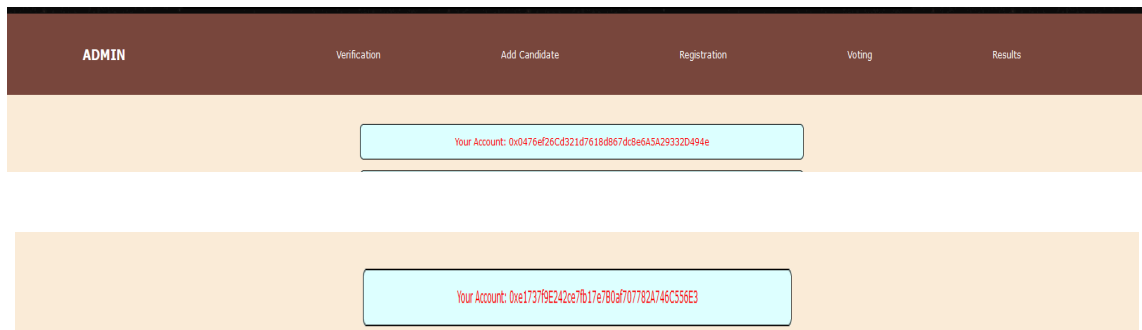 ADMIN Verification Add Candidate Registration Voting Results
Your Account: 0x0476ef26Cd321d7618d867dc8e6A5A29332D494e
Your Account: 0xe1737f9E242ce7fb17e7B0af707782A746C556E3